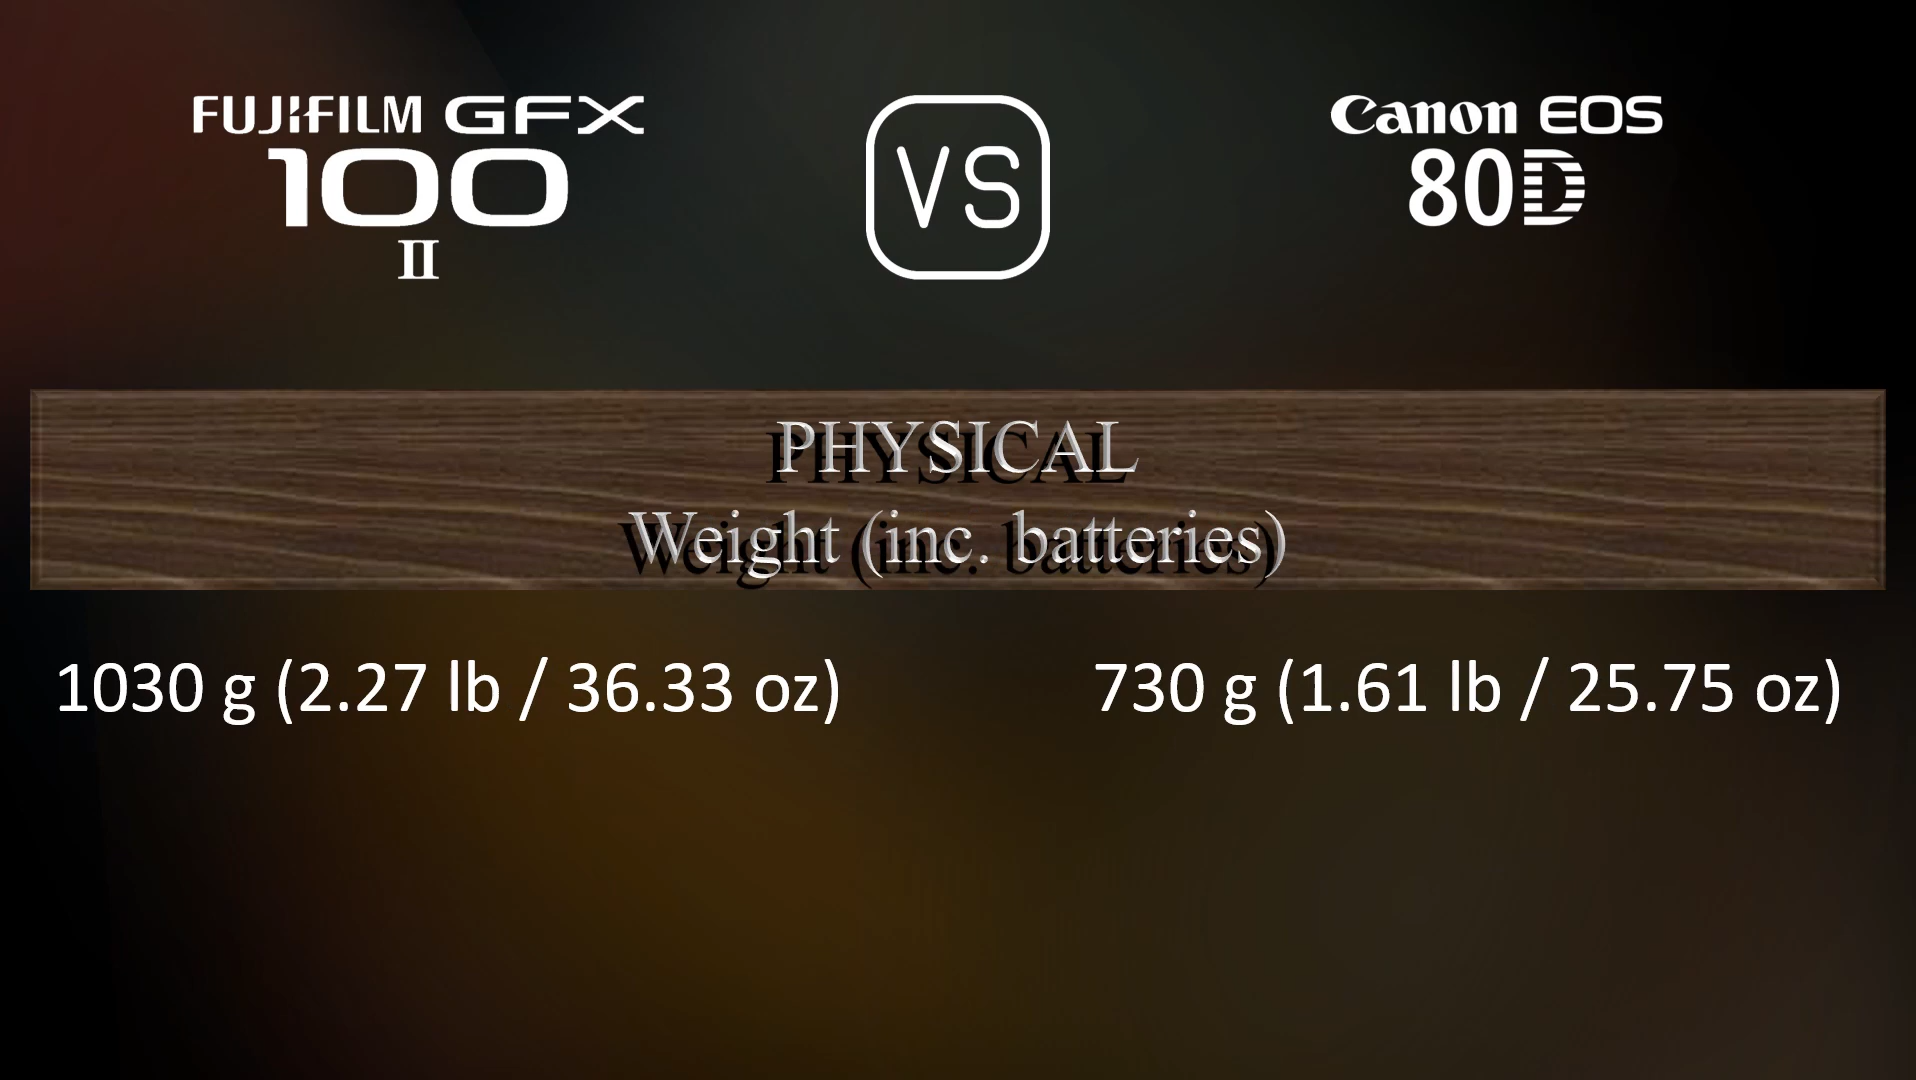 FUJIFILM GFX
100
II
VS
Canon EOS
80D
PHYSICAL
Weight (inc. batteries)
1030 g (2.27 lb / 36.33 oz)
730 g (1.61 lb / 25.75 oz)